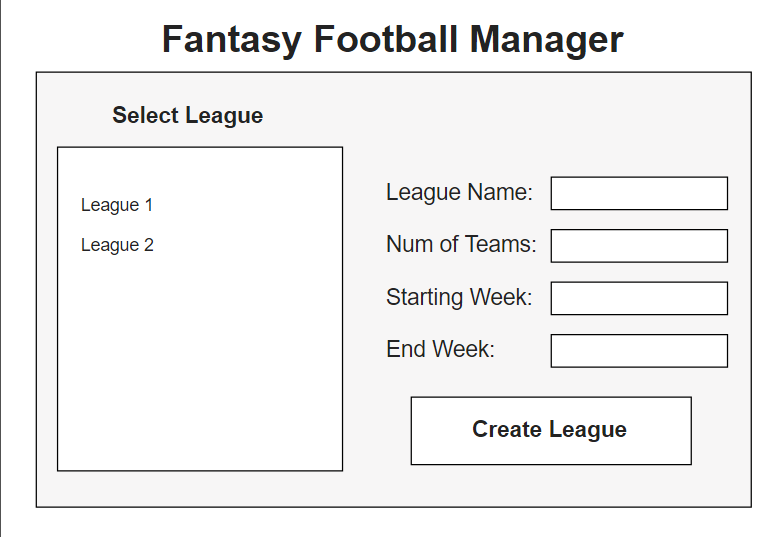 Fantasy Football Manager
Select League
League 1
League 2
League Name:
Num of Teams:
Starting Week:
End Week:
Create League